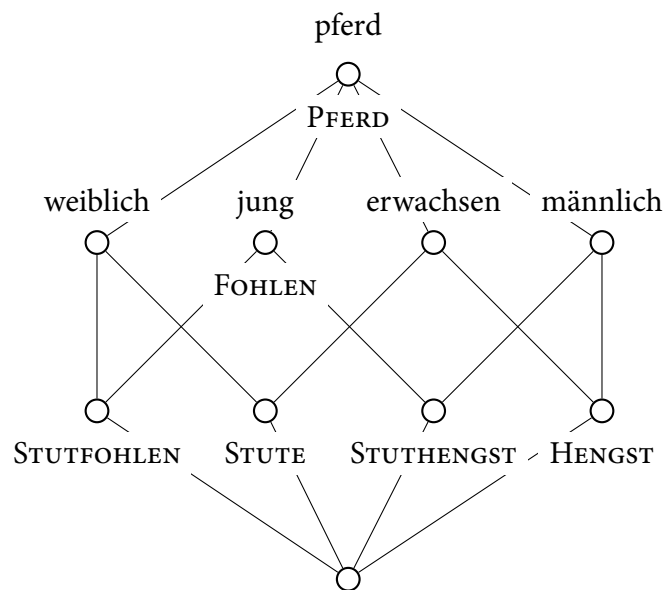 pferd
PFERD
weiblich jung erwachsen männlich
FOHLEN
STUTFOHLEN STUTE STUTHENGST HENGST